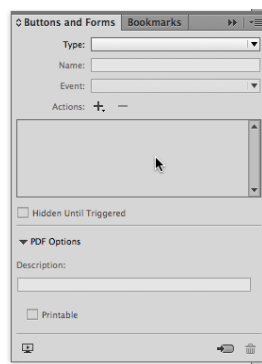 Buttons and Forms Bookmarks
Type:
Name:
Event:
Actions:
Hidden Until Triggered
PDF Options
Description:
Printable